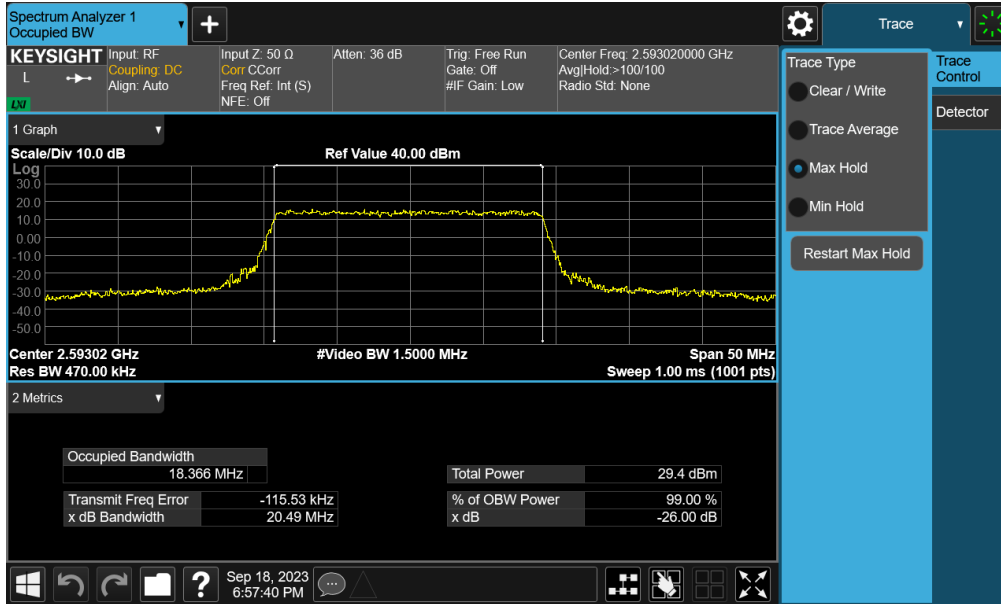 Spectrum Analyzer 1
Occupied BW
+
Trace
KEYSIGHT
L
LXI
Input: RF
Coupling: DC
Align: Auto
Input Z: 50 Ω
Corr CCorr
Freq Ref: Int (S)
NFE: Off
Atten: 36 dB
Trig: Free Run
Gate: Off
#IF Gain: Low
Center Freq: 2.593020000 GHz
Avg|Hold:>100/100
Radio Std: None
Trace Type
Clear / Write
Trace Average
Max Hold
Min Hold
Restart Max Hold
Trace
Control
Detector
1 Graph
Scale/Div 10.0 dB
Ref Value 40.00 dBm
Log
30.0
20.0
10.0
0.00
-10.0
-20.0
-30.0
-40.0
-50.0
Center 2.59302 GHz
#Video BW 1.5000 MHz
Span 50 MHz
Res BW 470.00 kHz
Sweep 1.00 ms (1001 pts)
2 Metrics
Occupied Bandwidth
18.366 MHz
Total Power 29.4 dBm
Transmit Freq Error -115.53 kHz
% of OBW Power 99.00 %
x dB Bandwidth 20.49 MHz
x dB -26.00 dB
?
Sep 18, 2023
6:57:40 PM